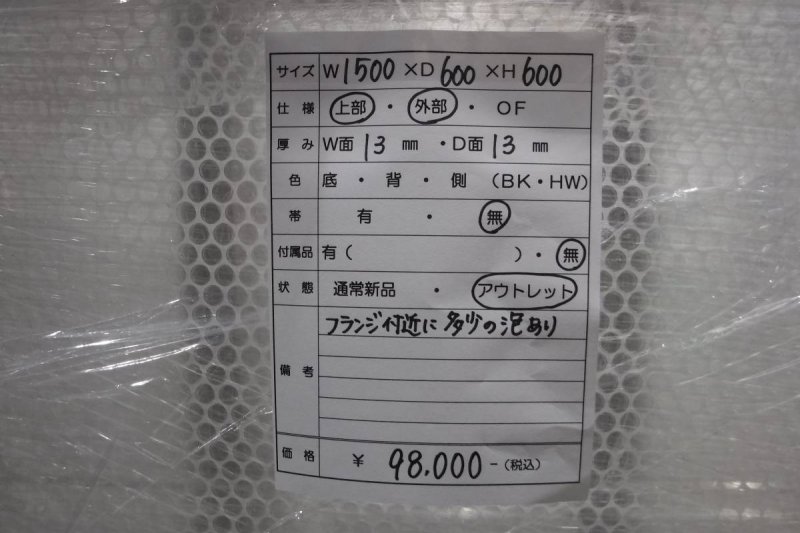 サイズ W1500 ×D600 ×H600
仕様 上部 ・ 外部 ・ OF
厚み W面 13 mm ・D面 13 mm
色 底 ・ 背 ・ 側 (BK・HW)
帯 有 ・ 無
付属品 有 ( ) ・ 無
状態 通常新品 ・ アウトレット
備考 フランジ付近に多少の泡あり
価格 ¥ 98.000-(税込)